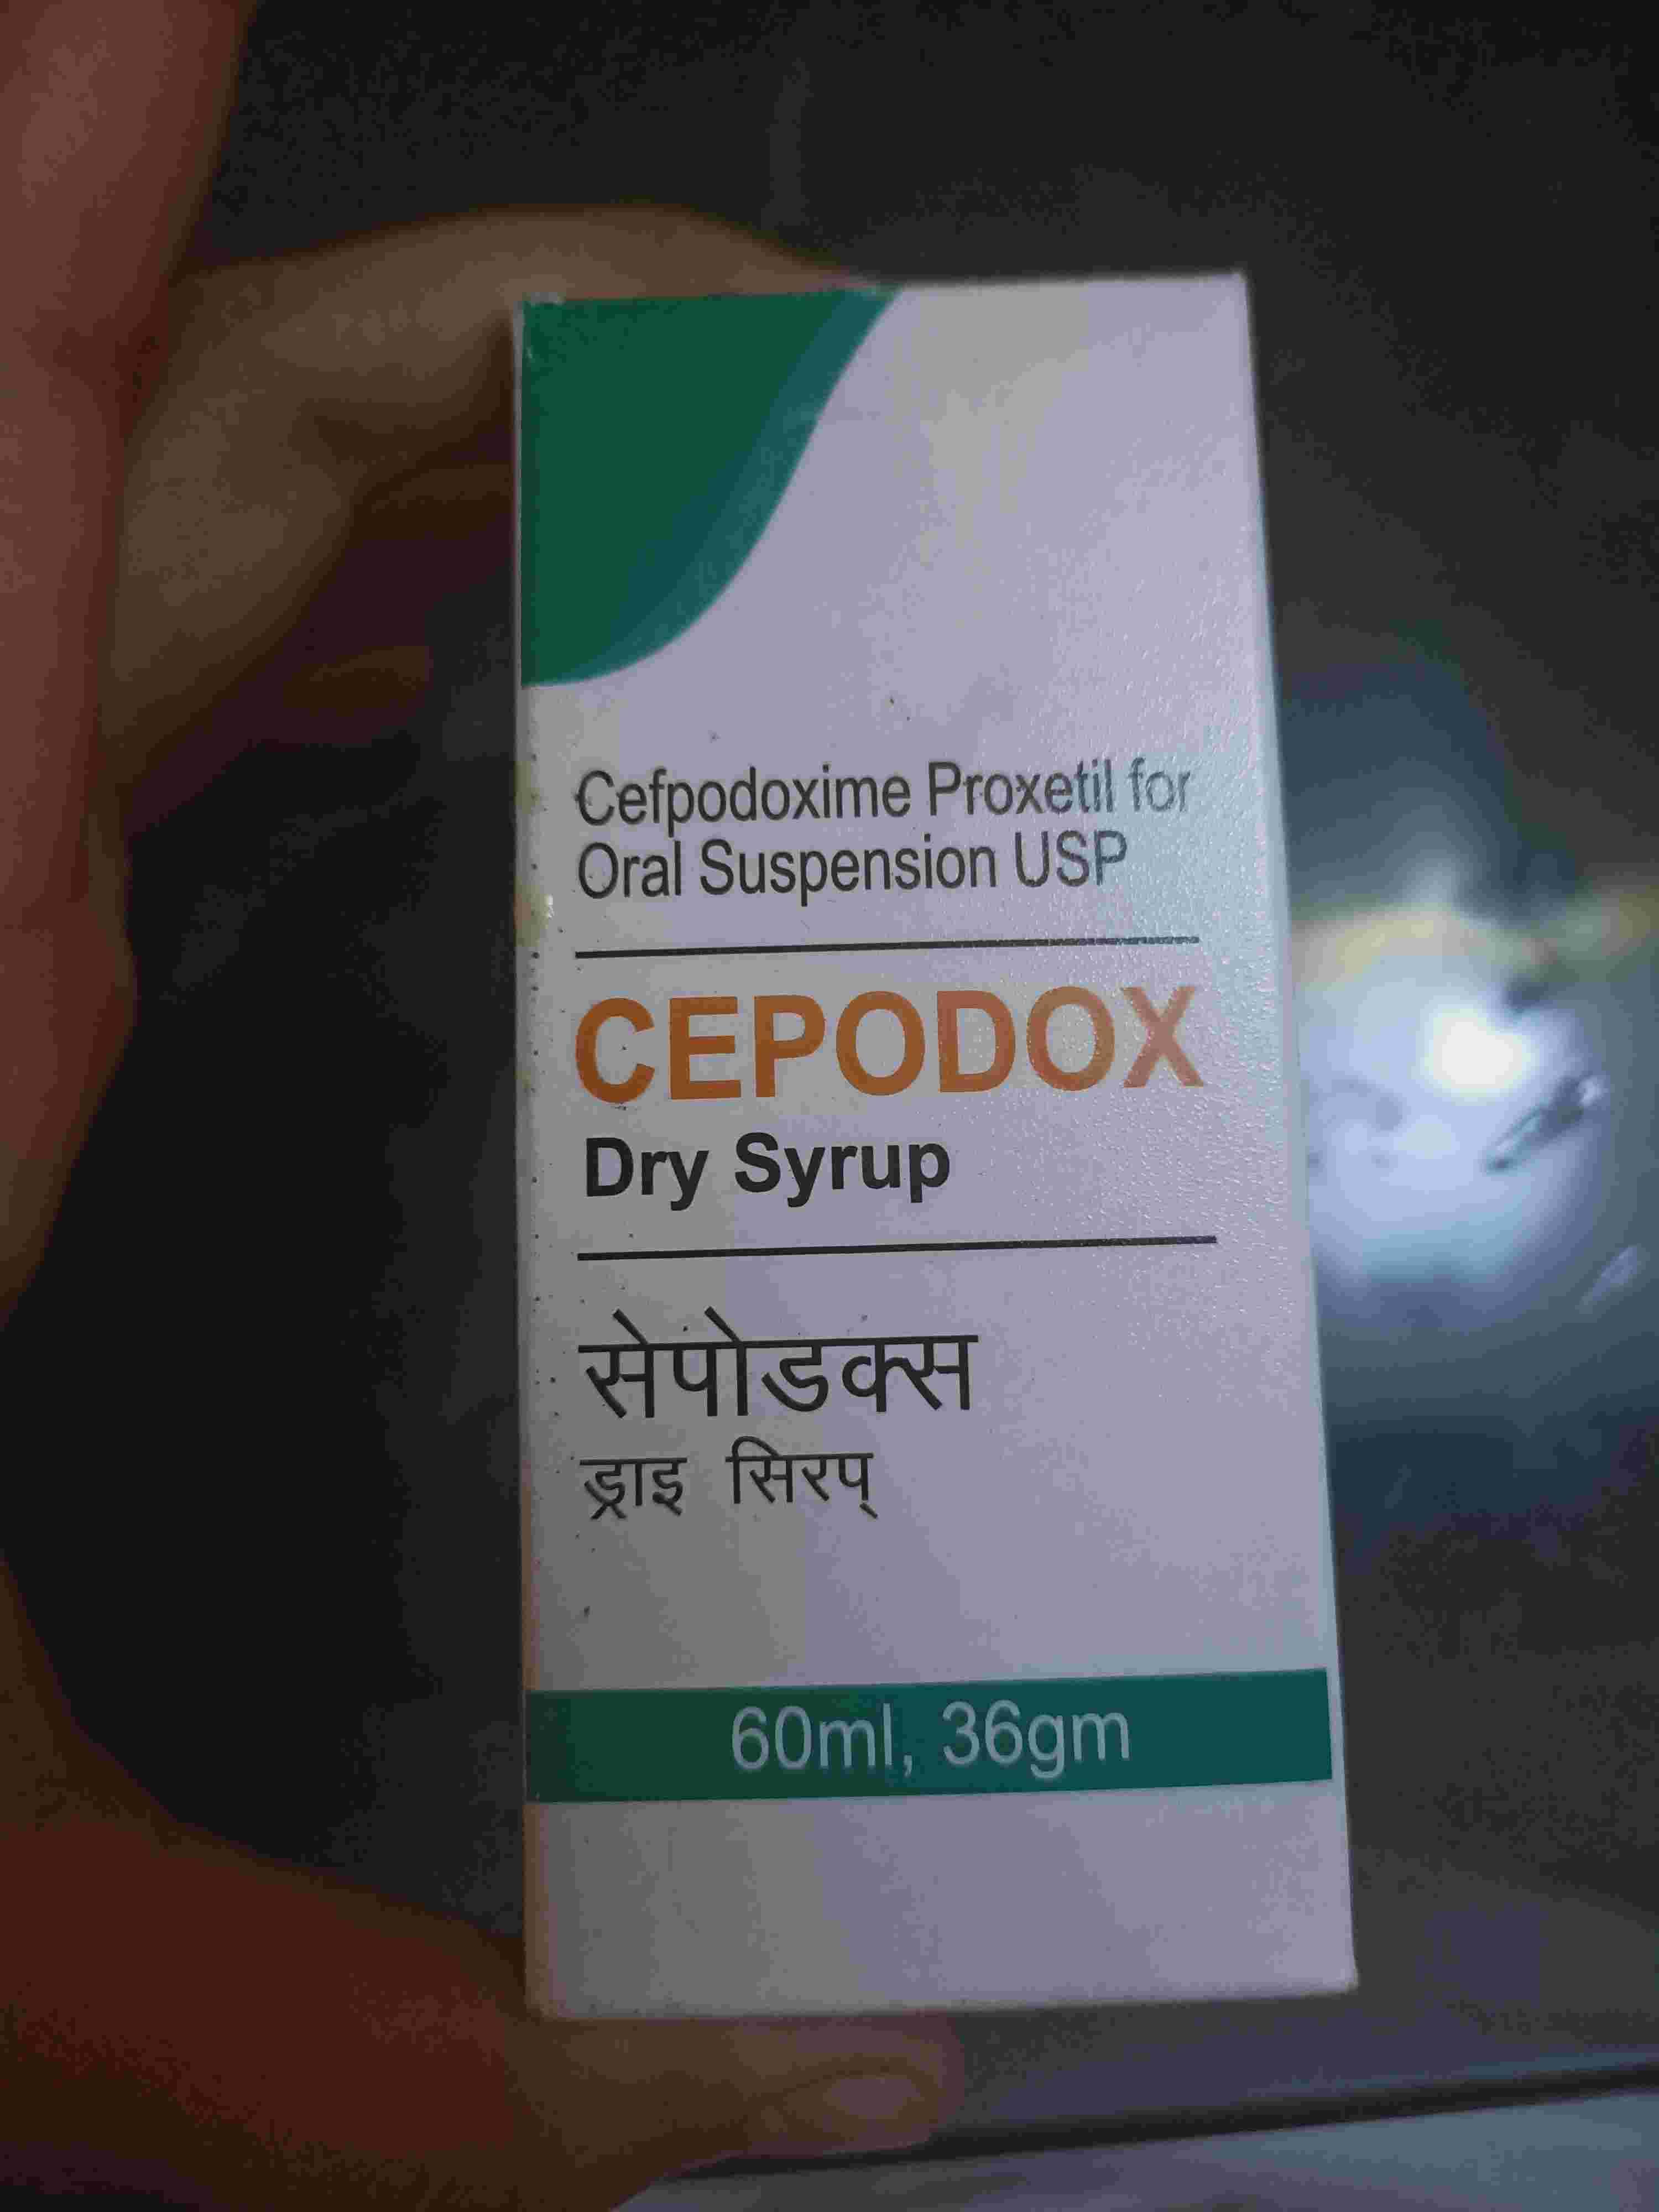 Cefpodoxime Proxetil for
Oral Suspension USP
CEPODOX
Dry Syrup
सेपोडक्स
ड्राइ सिरप्
60ml, 36gm